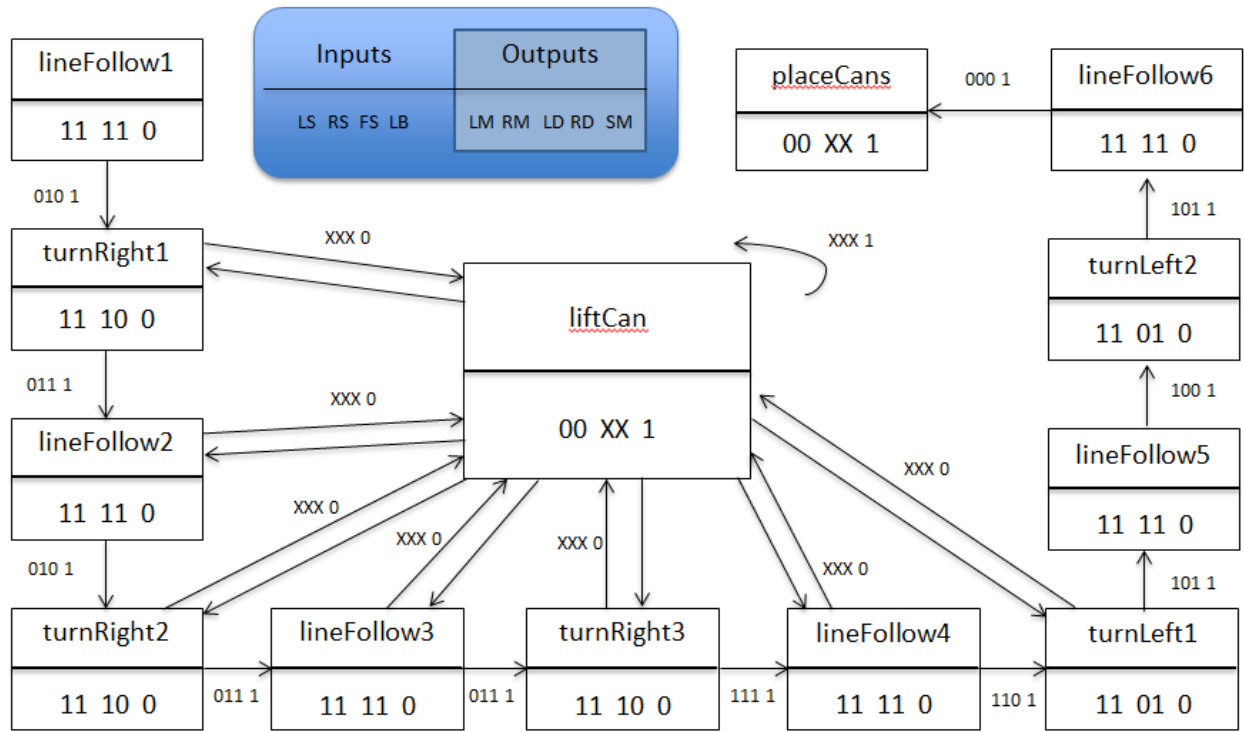 Inputs Outputs
LS RS FS LB LM RM LD RD SM
lineFollow1
11 11 0
010 1
turnRight1
11 10 0
011 1
lineFollow2
11 11 0
010 1
turnRight2
11 10 0
011 1
lineFollow3
11 11 0
011 1
turnRight3
11 10 0
111 1
lineFollow4
11 11 0
110 1
turnLeft1
11 01 0
101 1
lineFollow5
11 11 0
100 1
turnLeft2
11 01 0
101 1
lineFollow6
11 11 0
000 1
placeCans
00 XX 1
liftCan
00 XX 1
XXX 1
XXX 0
XXX 0
XXX 0
XXX 0
XXX 0
XXX 0
XXX 0